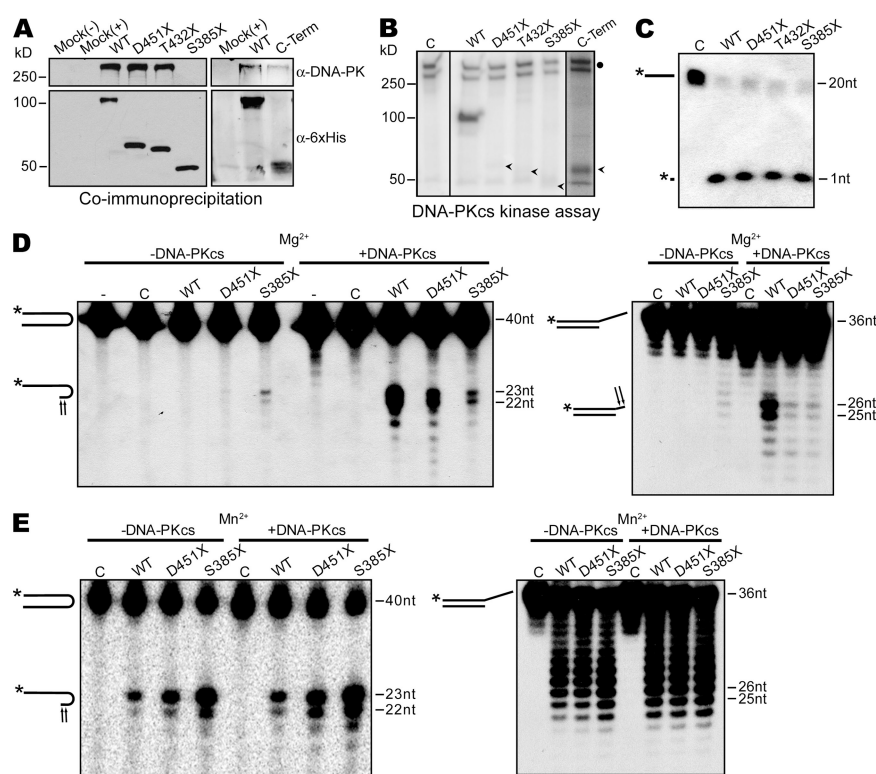 A
Mock(-) Mock(+) WT D451X T432X S385X Mock(+) WT C-Term
kD
250
100
50
α-DNA-PK
α-6xHis
Co-immunoprecipitation
B
C WT D451X T432X S385X C-Term
kD
250
100
50
DNA-PKcs kinase assay
C
C WT D451X T432X S385X
*
20nt
*
1nt
D
Mg²⁺
-DNA-PKcs +DNA-PKcs
- C WT D451X S385X - C WT D451X S385X
*
40nt
*
23nt
22nt
Mg²⁺
-DNA-PKcs +DNA-PKcs
C WT D451X S385X C WT D451X S385X
*
36nt
*
26nt
25nt
E
Mn²⁺
-DNA-PKcs +DNA-PKcs
C WT D451X S385X C WT D451X S385X
*
40nt
*
23nt
22nt
Mn²⁺
-DNA-PKcs +DNA-PKcs
C WT D451X S385X C WT D451X S385X
*
36nt
26nt
25nt